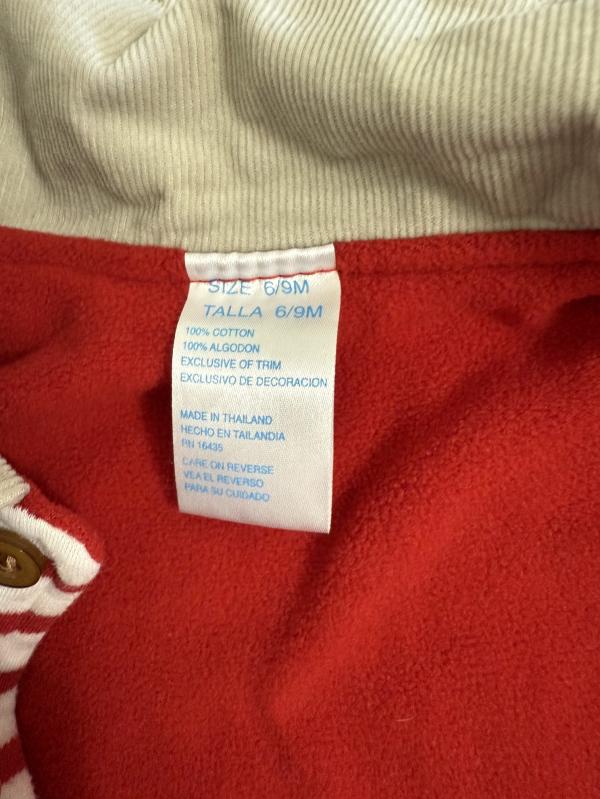 SIZE 6/9M
TALLA 6/9M
100% COTTON
100% ALGODON
EXCLUSIVE OF TRIM
EXCLUSIVO DE DECORACION
MADE IN THAILAND
HECHO EN TAILANDIA
RN 16435
CARE ON REVERSE
VEA EL REVERSO
PARA SU CUIDADO